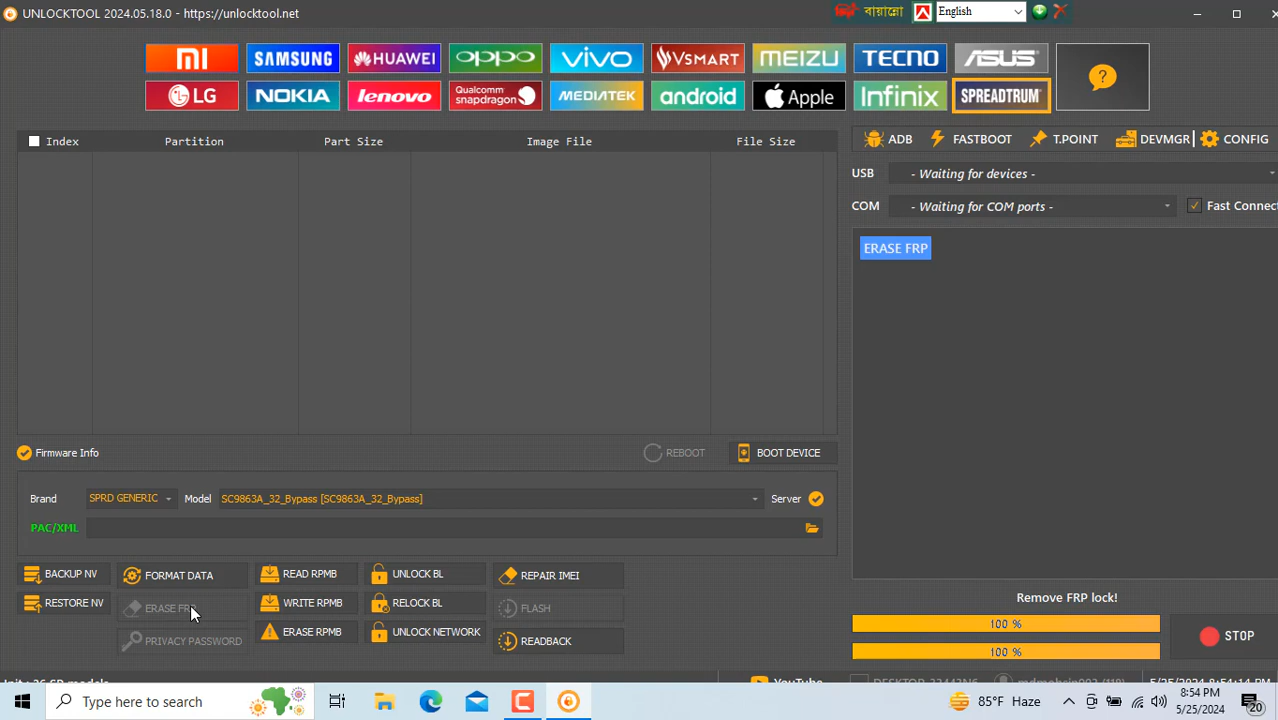 UNLOCKTOOL 2024.05.18.0 - https://unlocktool.net
বায়ান্নো
English
mi SAMSUNG HUAWEI oppo vivo VSMART MEIZU TECNO ASUS ?
LG NOKIA lenovo Qualcomm snapdragon MEDIATEK android Apple Infinix SPREADTRUM
Index Partition Part Size Image File File Size
ADB FASTBOOT T.POINT DEVMGR CONFIG
USB - Waiting for devices -
COM - Waiting for COM ports - Fast Connec
ERASE FRP
Firmware Info REBOOT BOOT DEVICE
Brand SPRD GENERIC Model SC9863A_32_Bypass [SC9863A_32_Bypass] Server
PAC/XML
BACKUP NV FORMAT DATA READ RPMB UNLOCK BL REPAIR IMEI
RESTORE NV ERASE FRP WRITE RPMB RELOCK BL FLASH
PRIVACY PASSWORD ERASE RPMB UNLOCK NETWORK READBACK
Remove FRP lock!
100 %
100 %
STOP
YouTube
Type here to search
85°F Haze
8:54 PM
5/25/2024
20